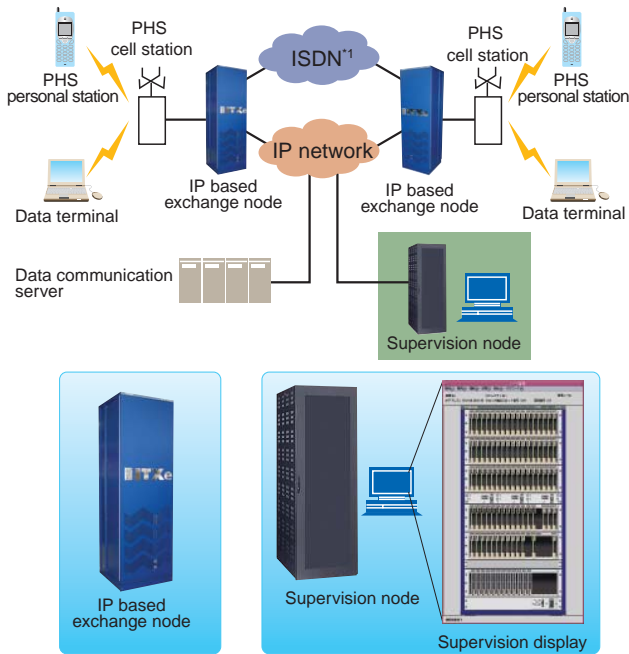 PHS
cell station
PHS
personal station
Data terminal
ISDN*1
IP network
IP based
exchange node
PHS
cell station
PHS
personal station
IP based
exchange node
Data terminal
Data communication
server
Supervision node
IP based
exchange node
Supervision node
Supervision display